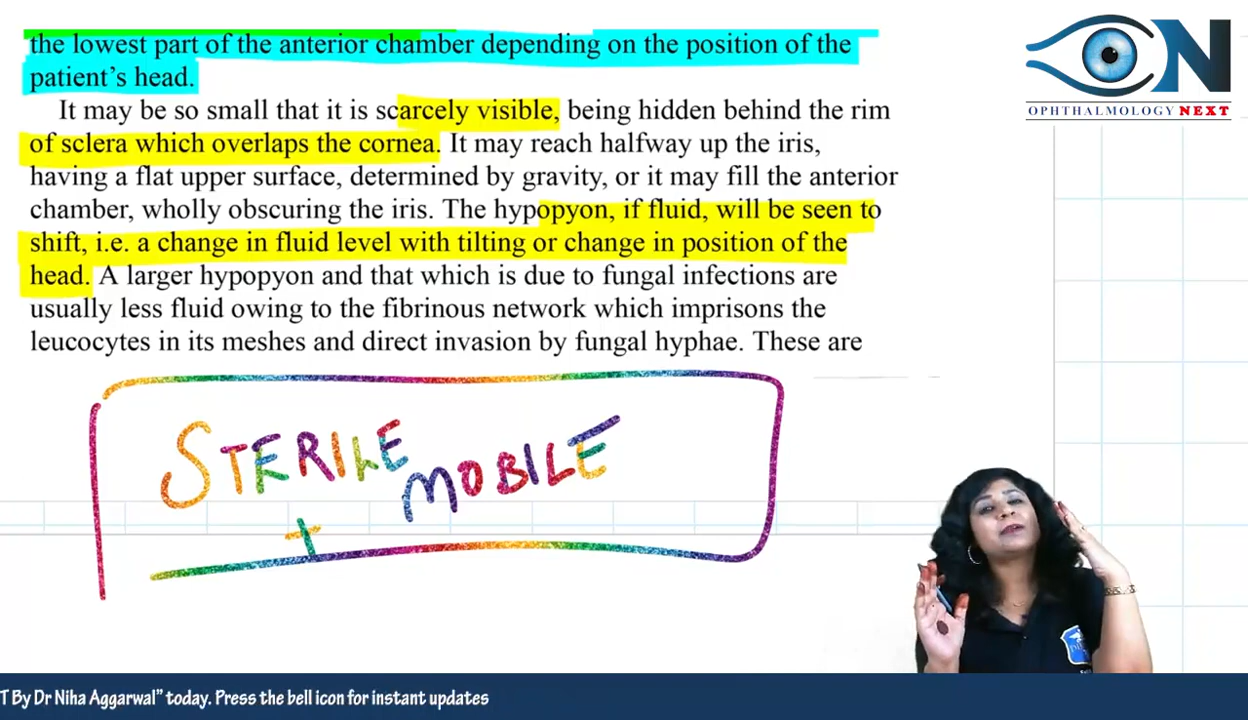 the lowest part of the anterior chamber depending on the position of the
patient's head.
It may be so small that it is scarcely visible, being hidden behind the rim
of sclera which overlaps the cornea. It may reach halfway up the iris,
having a flat upper surface, determined by gravity, or it may fill the anterior
chamber, wholly obscuring the iris. The hypopyon, if fluid, will be seen to
shift, i.e. a change in fluid level with tilting or change in position of the
head. A larger hypopyon and that which is due to fungal infections are
usually less fluid owing to the fibrinous network which imprisons the
leucocytes in its meshes and direct invasion by fungal hyphae. These are
STERILE
MOBILE
+
N
OPHTHALMOLOGY NEXT
T By Dr Niha Aggarwal" today. Press the bell icon for instant updates